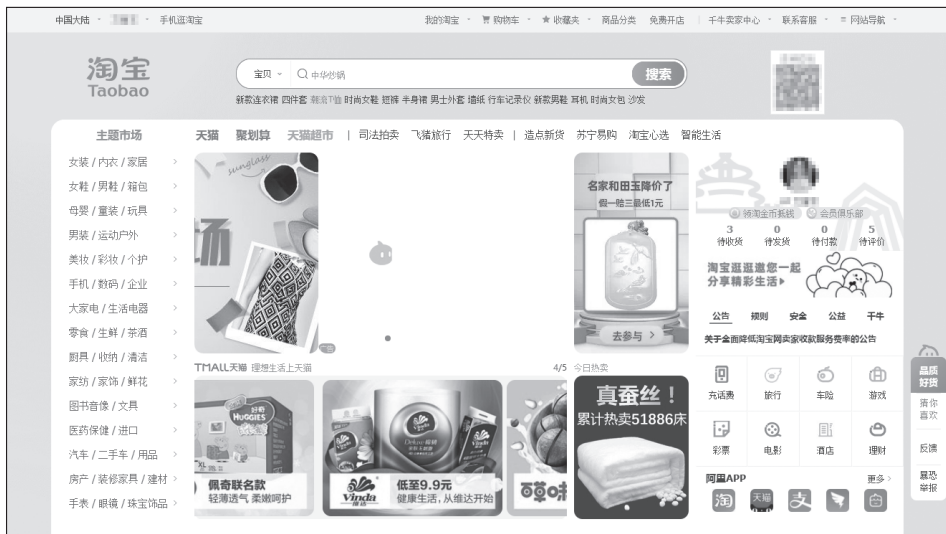 中国大陆 手机逛淘宝 我的淘宝 购物车 收藏夹 商品分类 免费开店 千牛卖家中心 联系客服 网站导航
淘宝
Taobao
宝贝 中华炒锅 搜索
新款连衣裙 四件套 潮流T恤 时尚女鞋 短裤 半身裙 男士外套 墙纸 行车记录仪 新款男鞋 耳机 时尚女包 沙发
主题市场
天猫 聚划算 天猫超市 | 司法拍卖 飞猪旅行 天天特卖 | 造点新货 苏宁易购 淘宝心选 智能生活
女装 / 内衣 / 家居
女鞋 / 男鞋 / 箱包
母婴 / 童装 / 玩具
男装 / 运动户外
美妆 / 彩妆 / 个护
手机 / 数码 / 企业
大家电 / 生活电器
零食 / 生鲜 / 茶酒
厨具 / 收纳 / 清洁
家纺 / 家饰 / 鲜花
图书音像 / 文具
医药保健 / 进口
汽车 / 二手车 / 用品
房产 / 装修家具 / 建材
手表 / 眼镜 / 珠宝饰品
sunglass
场
名家和田玉降价了
假一赔三最低1元
去参与
领淘金币抵钱 会员俱乐部
3 0 0 5
待收货 待发货 待付款 待评价
淘宝逛逛邀您一起
分享精彩生活
公告 规则 安全 公益 千牛
关于全面降低淘宝网卖家收款服务费率的公告
充话费 旅行 车险 游戏
彩票 电影 酒店 理财
阿里APP 更多
淘 天猫 支
TMALL天猫 理想生活上天猫 4/5
好奇
HUGGIES
XL
佩奇联名款
轻薄透气 柔嫩呵护
Vinda
Deluxe
Vinda
维达
低至9.9元
健康生活,从维达开始
百草味
今日热卖
真蚕丝!
累计热卖51886床
品质
好货
猜你
喜欢
反馈
暴恐
举报